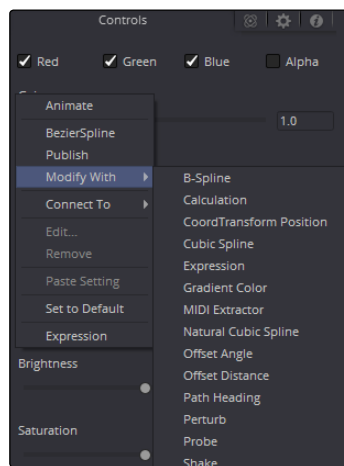 Controls
Red Green Blue Alpha
Animate
1.0
BezierSpline
Publish
Modify With
B-Spline
Connect To
Calculation
CoordTransform Position
Edit...
Cubic Spline
Remove
Expression
Paste Setting
Gradient Color
Set to Default
MIDI Extractor
Expression
Natural Cubic Spline
Offset Angle
Brightness
Offset Distance
Path Heading
Perturb
Saturation
Probe
Shake